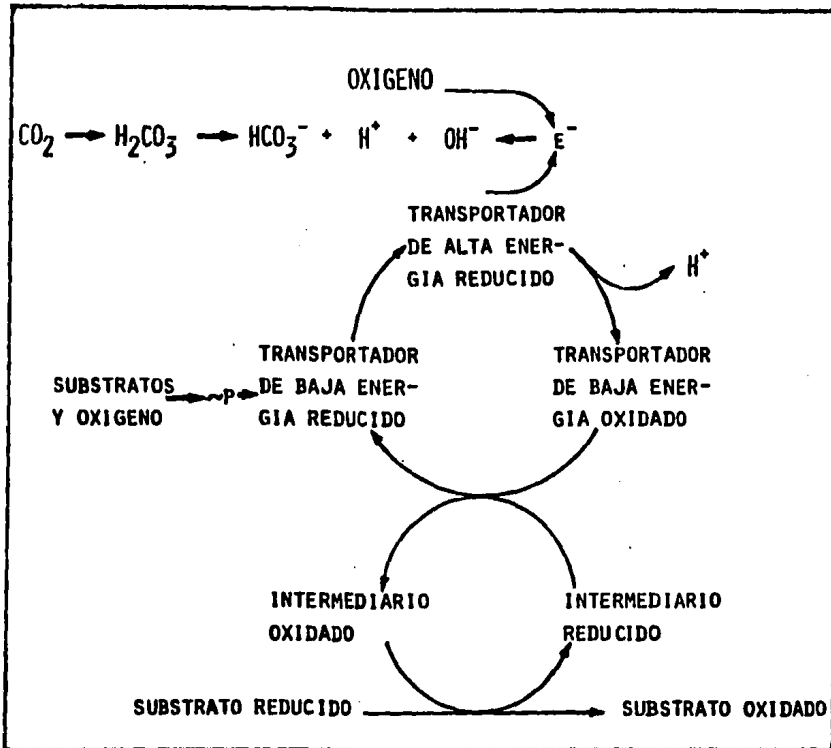 OXIGENO
CO₂ → H₂CO₃ → HCO₃⁻ + H⁺ + OH⁻ ← E⁻
TRANSPORTADOR
DE ALTA ENER-
GIA REDUCIDO
H⁺
SUBSTRATOS
Y OXIGENO
~P
TRANSPORTADOR
DE BAJA ENER-
GIA REDUCIDO
TRANSPORTADOR
DE BAJA ENER-
GIA OXIDADO
INTERMEDIARIO
OXIDADO
INTERMEDIARIO
REDUCIDO
SUBSTRATO REDUCIDO
SUBSTRATO OXIDADO